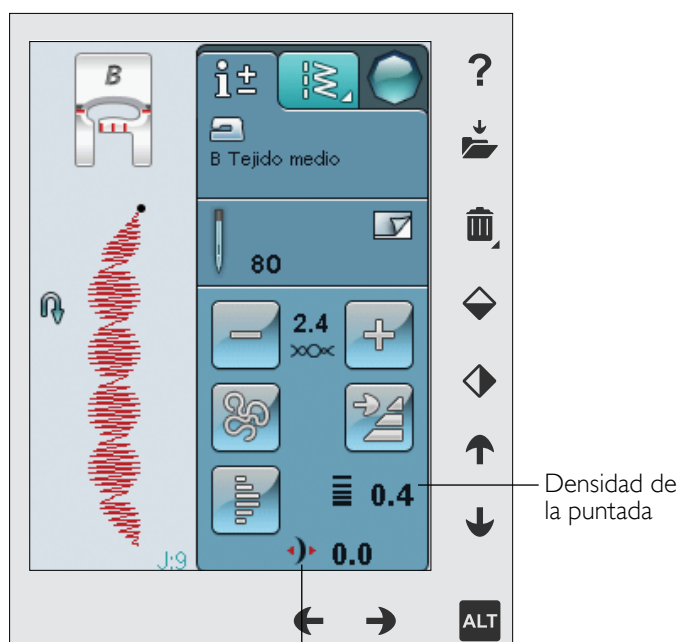 B
i±
?
B Tejido medio
80
2.4
0.4
Densidad de
la puntada
J:9
0.0
ALT